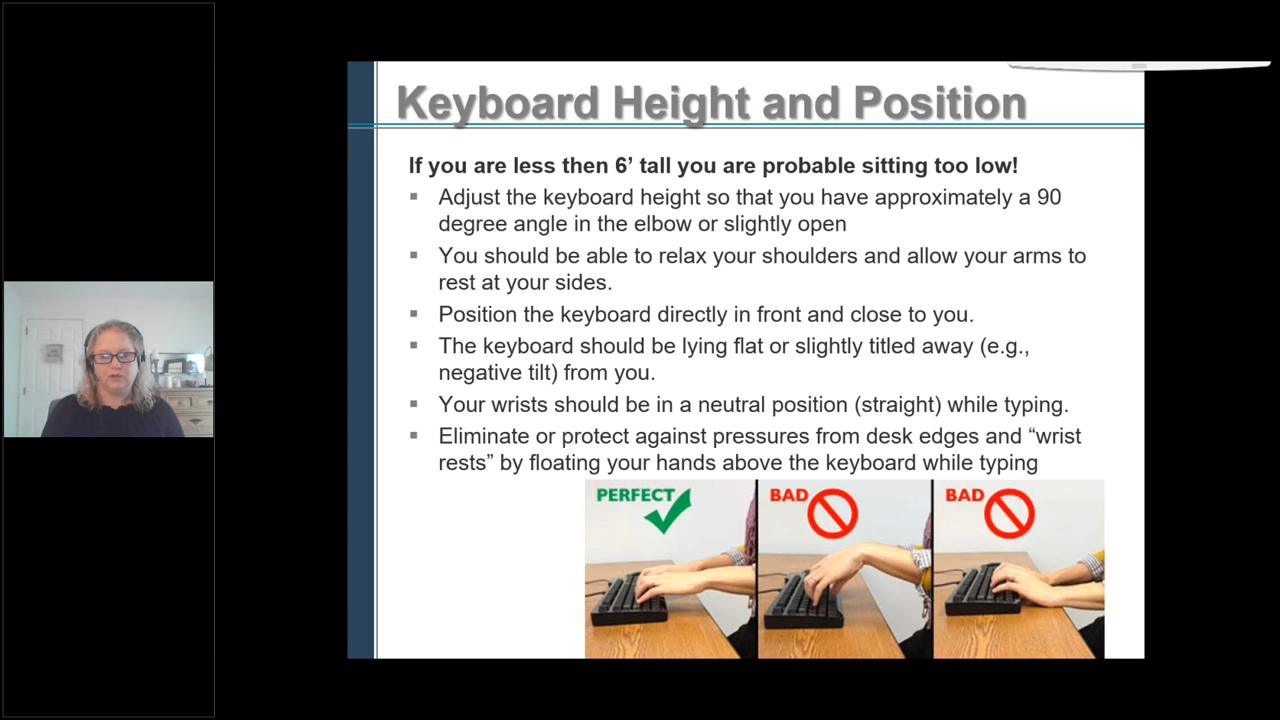 Keyboard Height and Position
If you are less then 6’ tall you are probable sitting too low!
Adjust the keyboard height so that you have approximately a 90
degree angle in the elbow or slightly open
You should be able to relax your shoulders and allow your arms to
rest at your sides.
Position the keyboard directly in front and close to you.
The keyboard should be lying flat or slightly titled away (e.g.,
negative tilt) from you.
Your wrists should be in a neutral position (straight) while typing.
Eliminate or protect against pressures from desk edges and “wrist
rests” by floating your hands above the keyboard while typing
PERFECT
BAD
BAD